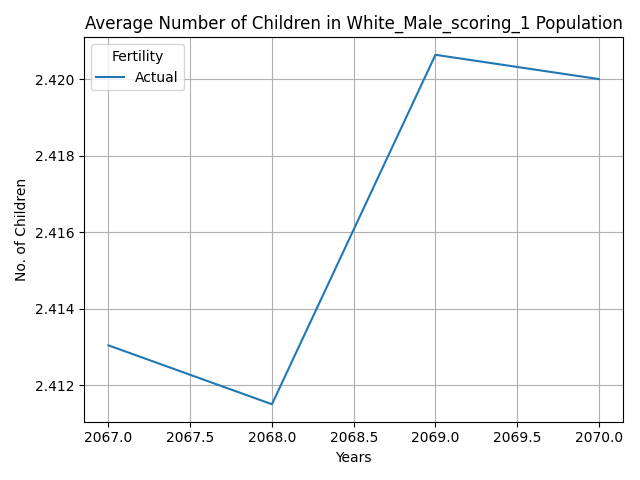 Average Number of Children in White_Male_scoring_1 Population
Fertility
Actual
2.420
2.418
2.416
2.414
2.412
No. of Children
2067.0 2067.5 2068.0 2068.5 2069.0 2069.5 2070.0
Years